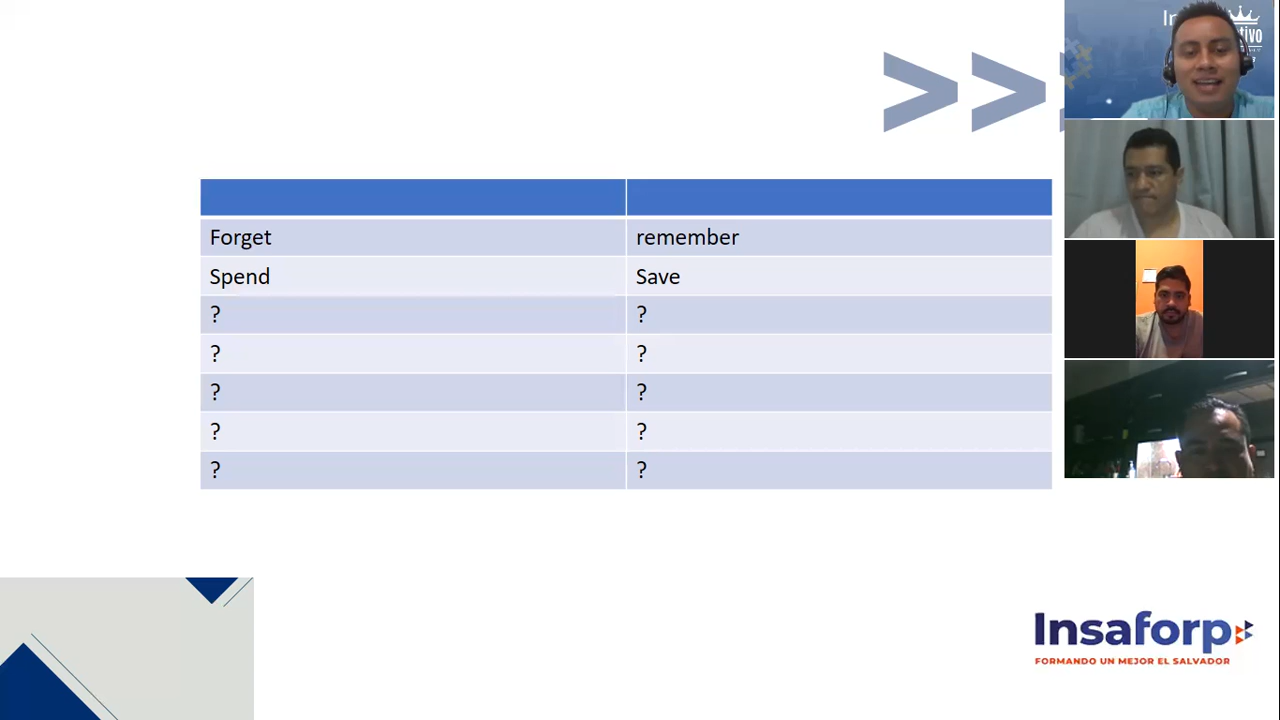 >>
Forget remember
Spend Save
? ?
? ?
? ?
? ?
? ?
Insaforp
FORMANDO UN MEJOR EL SALVADOR